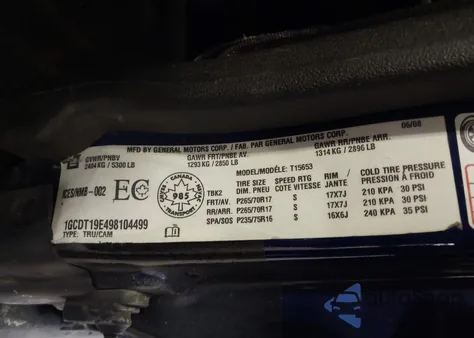 MFD BY GENERAL MOTORS CORP. / FAB. PAR GENERAL MOTORS CORP.
06/08
GVWR/PNBV
2404 KG / 5300 LB
GAWR FRT/PNBE AV.
1293 KG / 2850 LB
GAWR RR/PNBE ARR.
1314 KG / 2896 LB
MODEL/MODÈLE: T15653
ICES/NMB-002
EC
CANADA
985
TRANSPORT
TBK2
TIRE SIZE SPEED RTG RIM / COLD TIRE PRESSURE
DIM PNEU COTE VITESSE JANTE PRESSION A FROID
FRT/AV. P265/70R17 S 17X7J 210 KPA 30 PSI
RR/ARR. P265/70R17 S 17X7J 210 KPA 30 PSI
SPA/SOS P235/75R16 S 16X6J 240 KPA 35 PSI
1GCDT19E498104499
TYPE: TRU/CAM